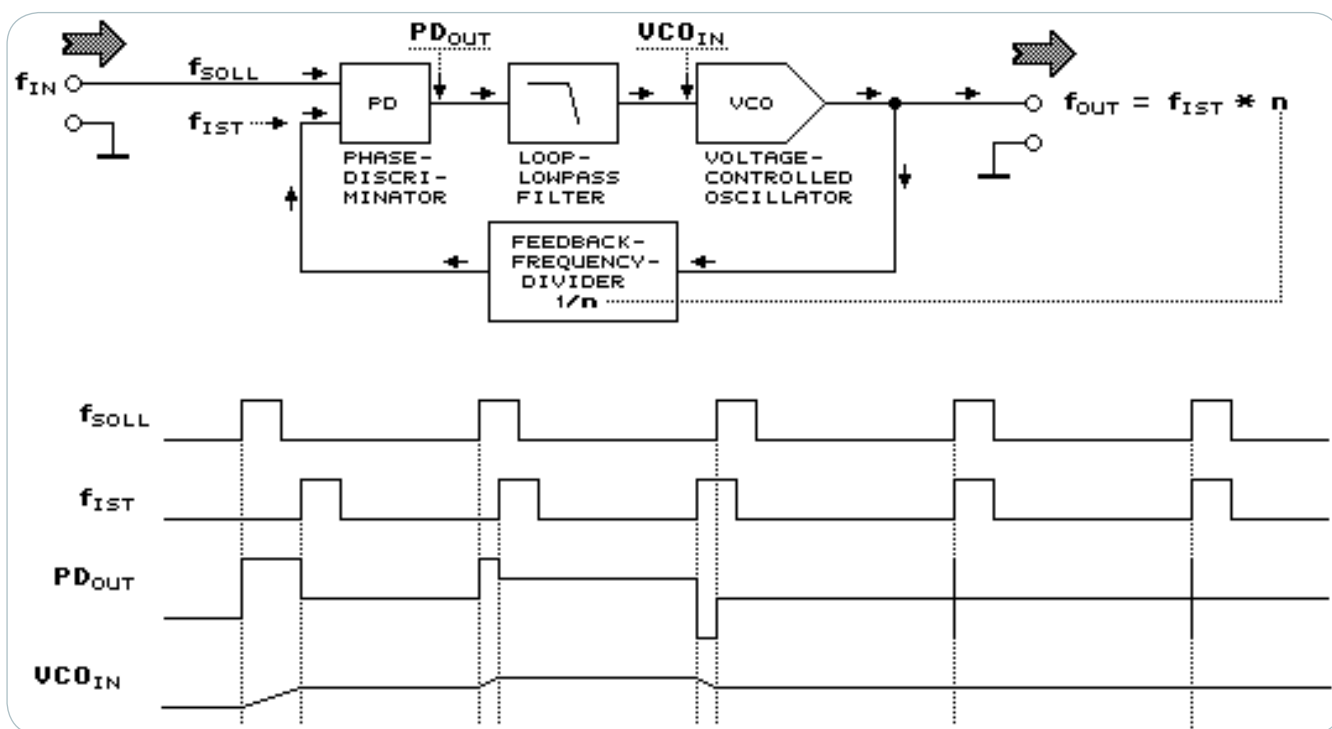 PD_OUT
VCO_IN
f_SOLL
f_IN
PD
VCO
f_OUT = f_IST * n
f_IST
PHASE-
DISCRI-
MINATOR
LOOP-
LOWPASS
FILTER
VOLTAGE-
CONTROLLED
OSCILLATOR
FEEDBACK-
FREQUENCY-
DIVIDER
1/n
f_SOLL
f_IST
PD_OUT
VCO_IN